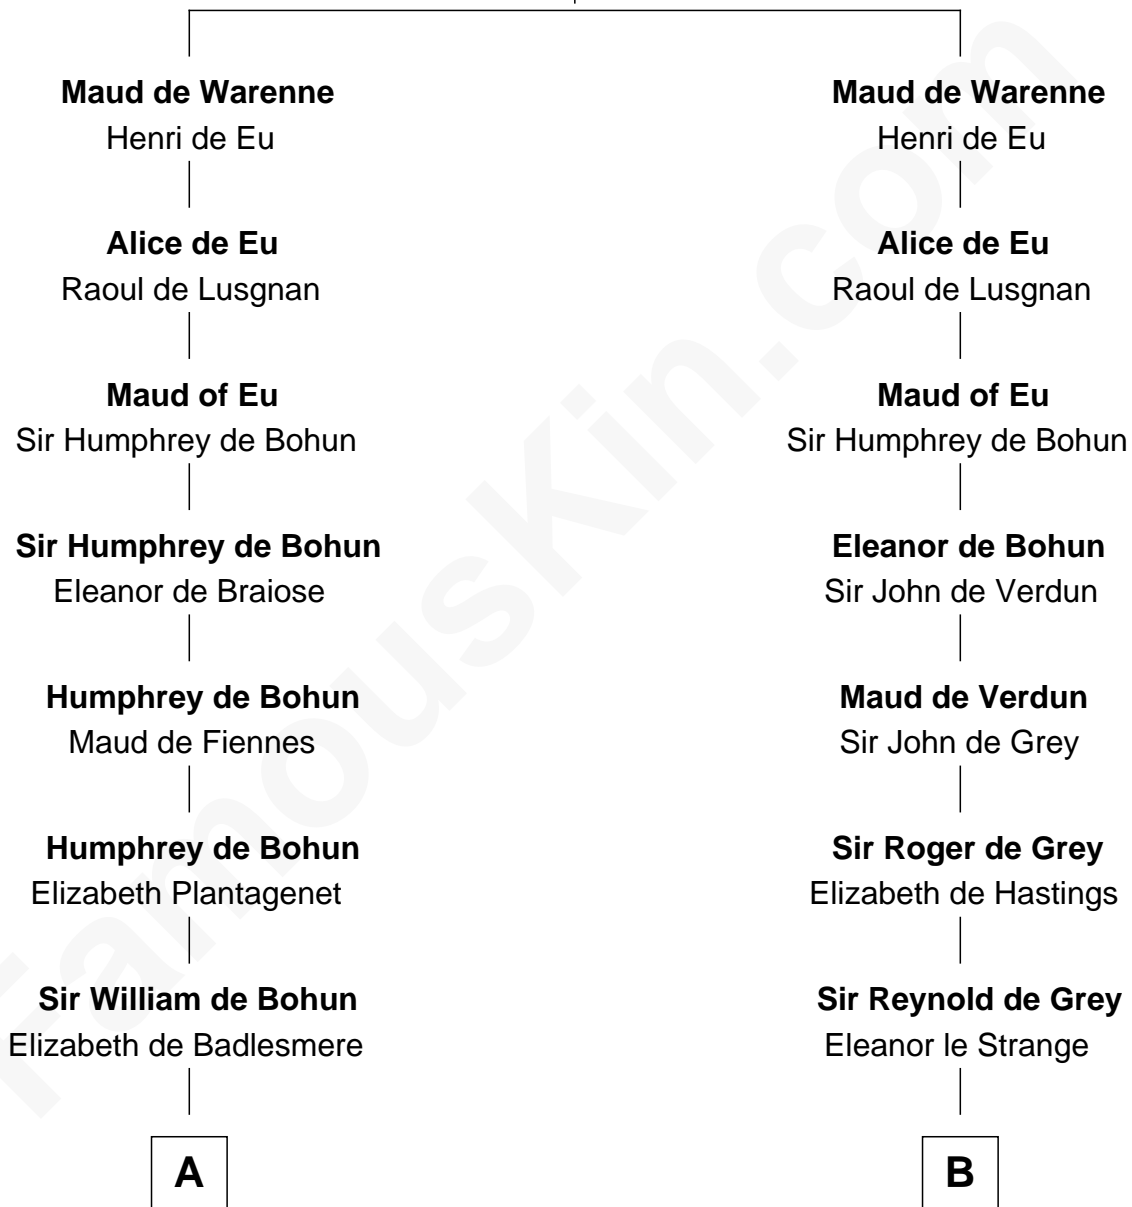 Maud de Warenne
Henri de Eu
Alice de Eu
Raoul de Lusgnan
Maud of Eu
Sir Humphrey de Bohun
Sir Humphrey de Bohun
Eleanor de Braiose
Humphrey de Bohun
Maud de Fiennes
Humphrey de Bohun
Elizabeth Plantagenet
Sir William de Bohun
Elizabeth de Badlesmere
A
Maud de Warenne
Henri de Eu
Alice de Eu
Raoul de Lusgnan
Maud of Eu
Sir Humphrey de Bohun
Eleanor de Bohun
Sir John de Verdun
Maud de Verdun
Sir John de Grey
Sir Roger de Grey
Elizabeth de Hastings
Sir Reynold de Grey
Eleanor le Strange
B
FamousKin.com